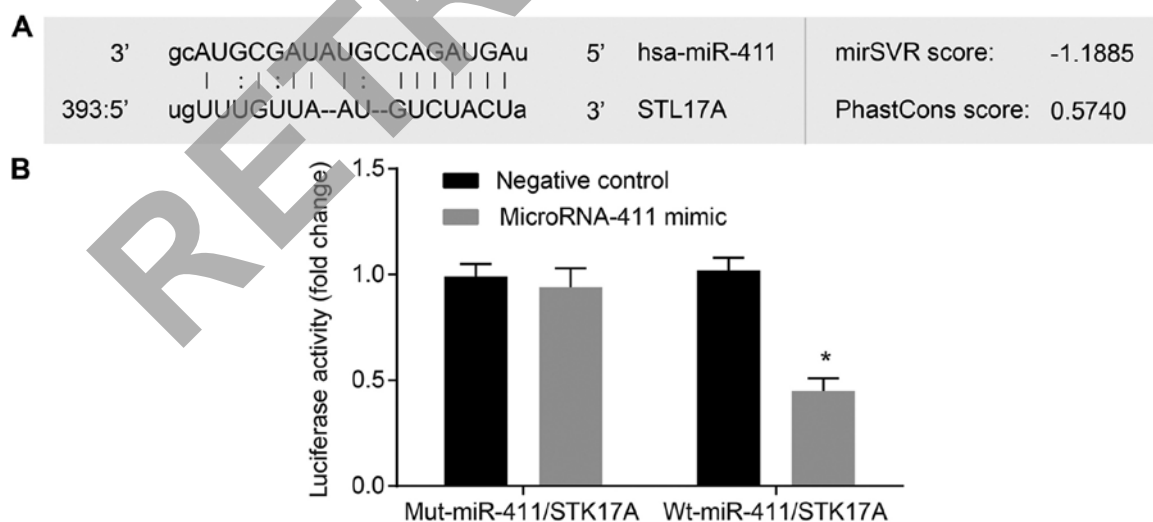 A
3’ gcAUGCGAUAUGCCAGAUGAu 5’ hsa-miR-411 mirSVR score: -1.1885
| :|:|| |: |||||||
393:5’ ugUUUGUUA--AU--GUCUACUa 3’ STL17A PhastCons score: 0.5740
B
Luciferase activity (fold change)
1.5
1.0
0.5
0.0
Negative control
MicroRNA-411 mimic
*
Mut-miR-411/STK17A Wt-miR-411/STK17A
RETR